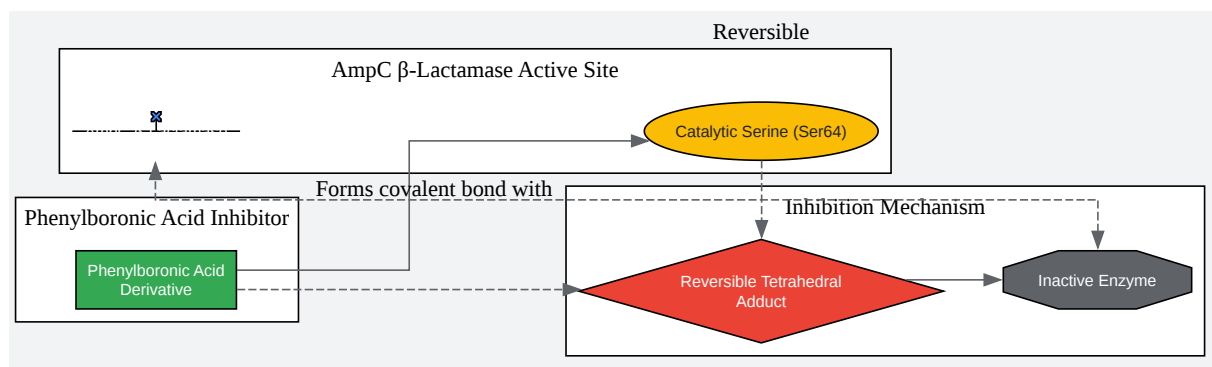 Reversible
AmpC β-Lactamase Active Site
Catalytic Serine (Ser64)
Forms covalent bond with
Phenylboronic Acid Inhibitor
Inhibition Mechanism
Phenylboronic Acid
Derivative
Reversible Tetrahedral
Adduct
Inactive Enzyme